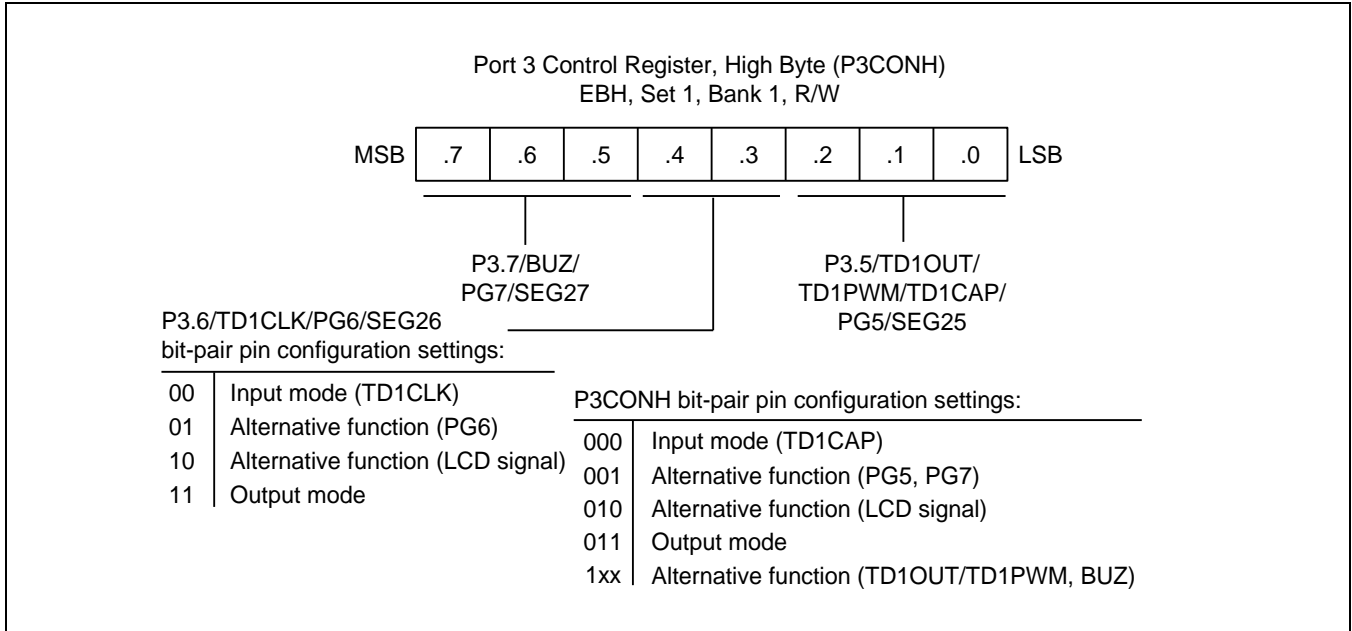 Port 3 Control Register, High Byte (P3CONH)
EBH, Set 1, Bank 1, R/W
MSB .7 .6 .5 .4 .3 .2 .1 .0 LSB
P3.7/BUZ/
PG7/SEG27
P3.5/TD1OUT/
TD1PWM/TD1CAP/
PG5/SEG25
P3.6/TD1CLK/PG6/SEG26
bit-pair pin configuration settings:
00 Input mode (TD1CLK)
01 Alternative function (PG6)
10 Alternative function (LCD signal)
11 Output mode
P3CONH bit-pair pin configuration settings:
000 Input mode (TD1CAP)
001 Alternative function (PG5, PG7)
010 Alternative function (LCD signal)
011 Output mode
1xx Alternative function (TD1OUT/TD1PWM, BUZ)